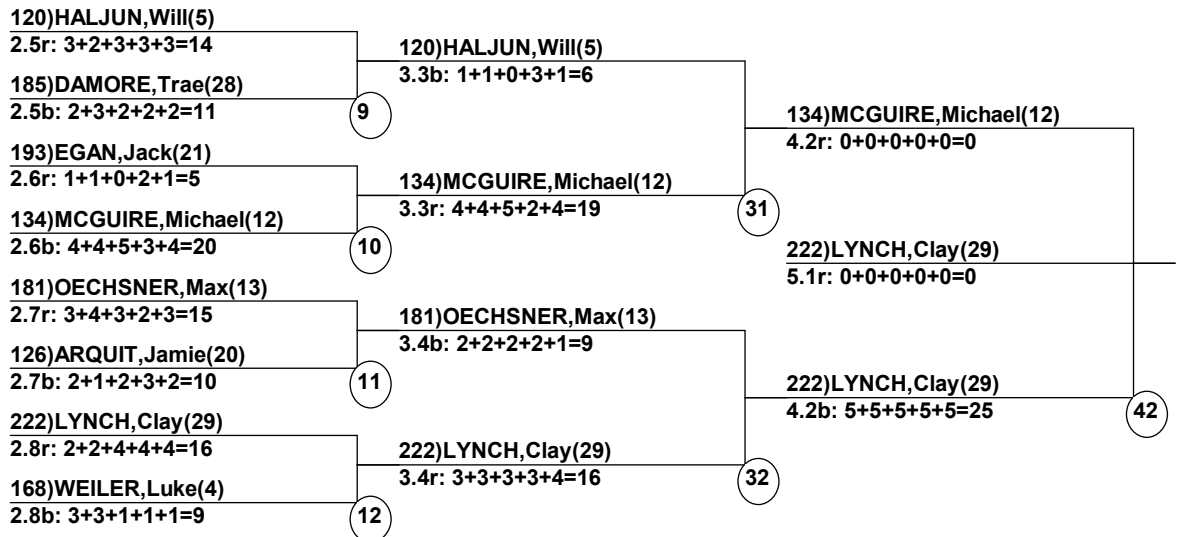 120)HALJUN,Will(5)
2.5r: 3+2+3+3+3=14
185)DAMORE,Trae(28)
2.5b: 2+3+2+2+2=11
9
193)EGAN,Jack(21)
2.6r: 1+1+0+2+1=5
134)MCGUIRE,Michael(12)
2.6b: 4+4+5+3+4=20
10
181)OECHSNER,Max(13)
2.7r: 3+4+3+2+3=15
126)ARQUIT,Jamie(20)
2.7b: 2+1+2+3+2=10
11
222)LYNCH,Clay(29)
2.8r: 2+2+4+4+4=16
168)WEILER,Luke(4)
2.8b: 3+3+1+1+1=9
12
120)HALJUN,Will(5)
3.3b: 1+1+0+3+1=6
134)MCGUIRE,Michael(12)
3.3r: 4+4+5+2+4=19
31
181)OECHSNER,Max(13)
3.4b: 2+2+2+2+1=9
222)LYNCH,Clay(29)
3.4r: 3+3+3+3+4=16
32
134)MCGUIRE,Michael(12)
4.2r: 0+0+0+0+0=0
222)LYNCH,Clay(29)
5.1r: 0+0+0+0+0=0
222)LYNCH,Clay(29)
4.2b: 5+5+5+5+5=25
42